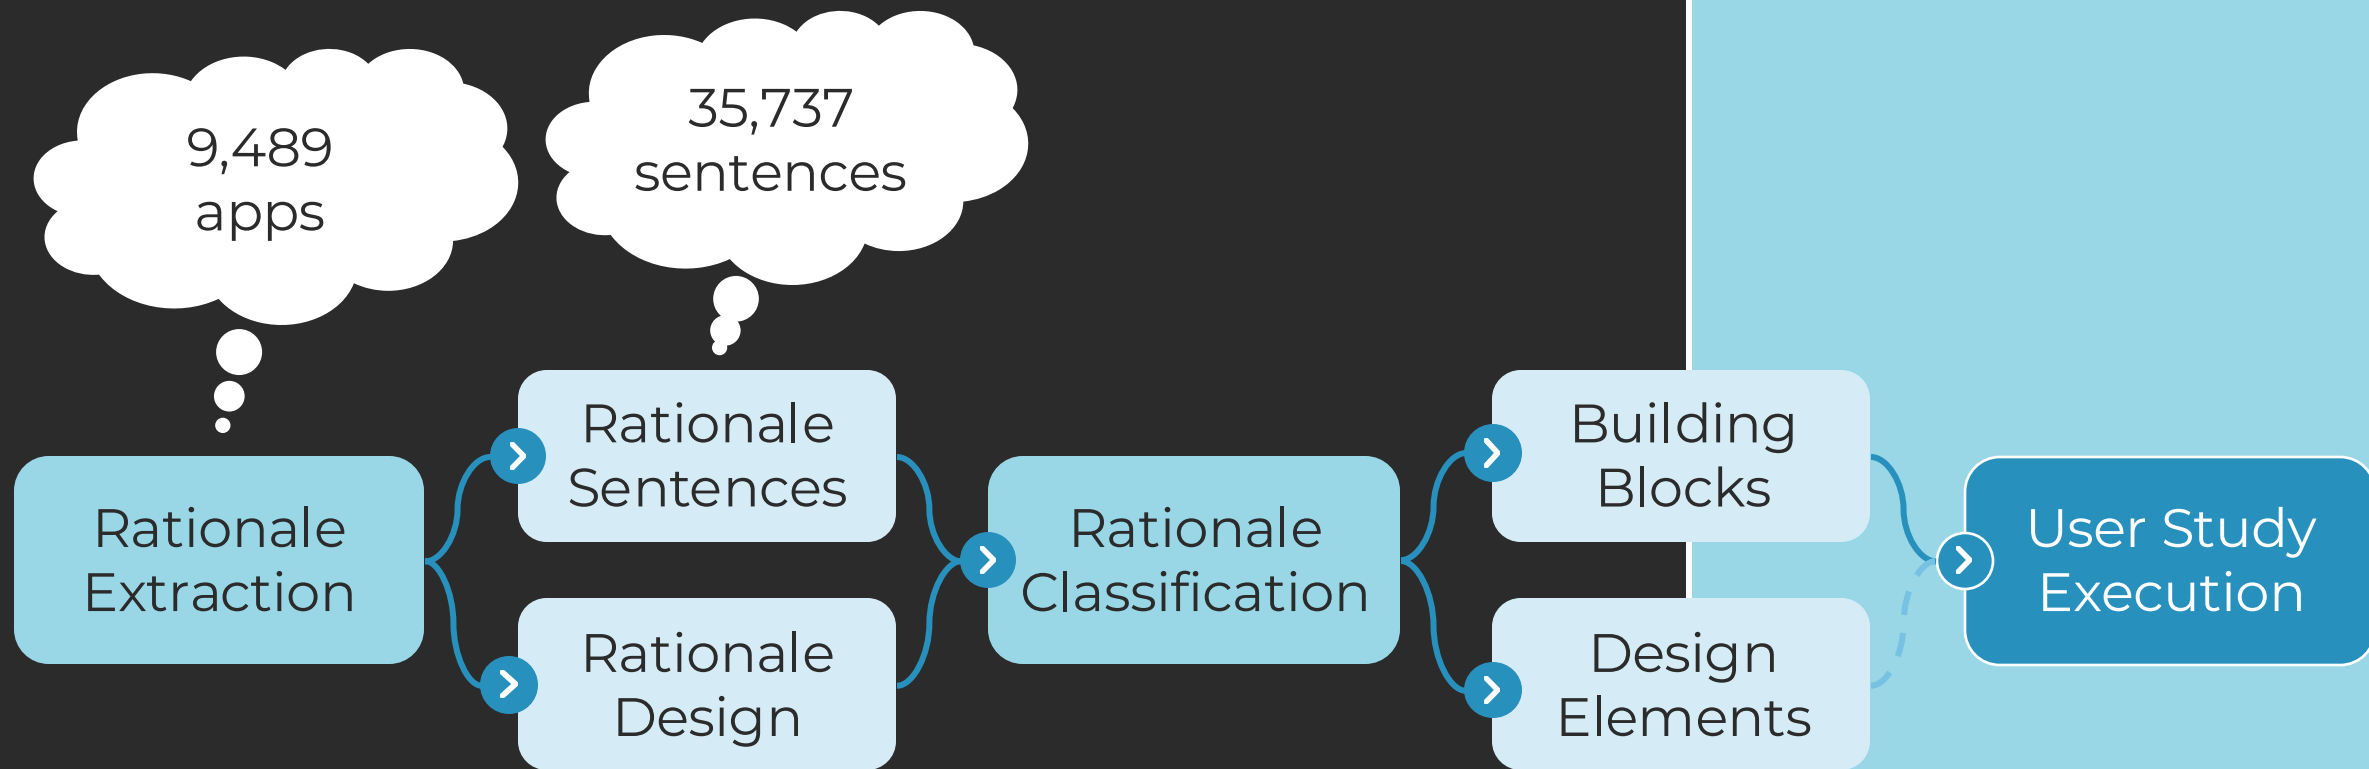 9,489
apps
35,737
sentences
Rationale
Extraction
Rationale
Sentences
Rationale
Design
Rationale
Classification
Building
Blocks
Design
Elements
User Study
Execution